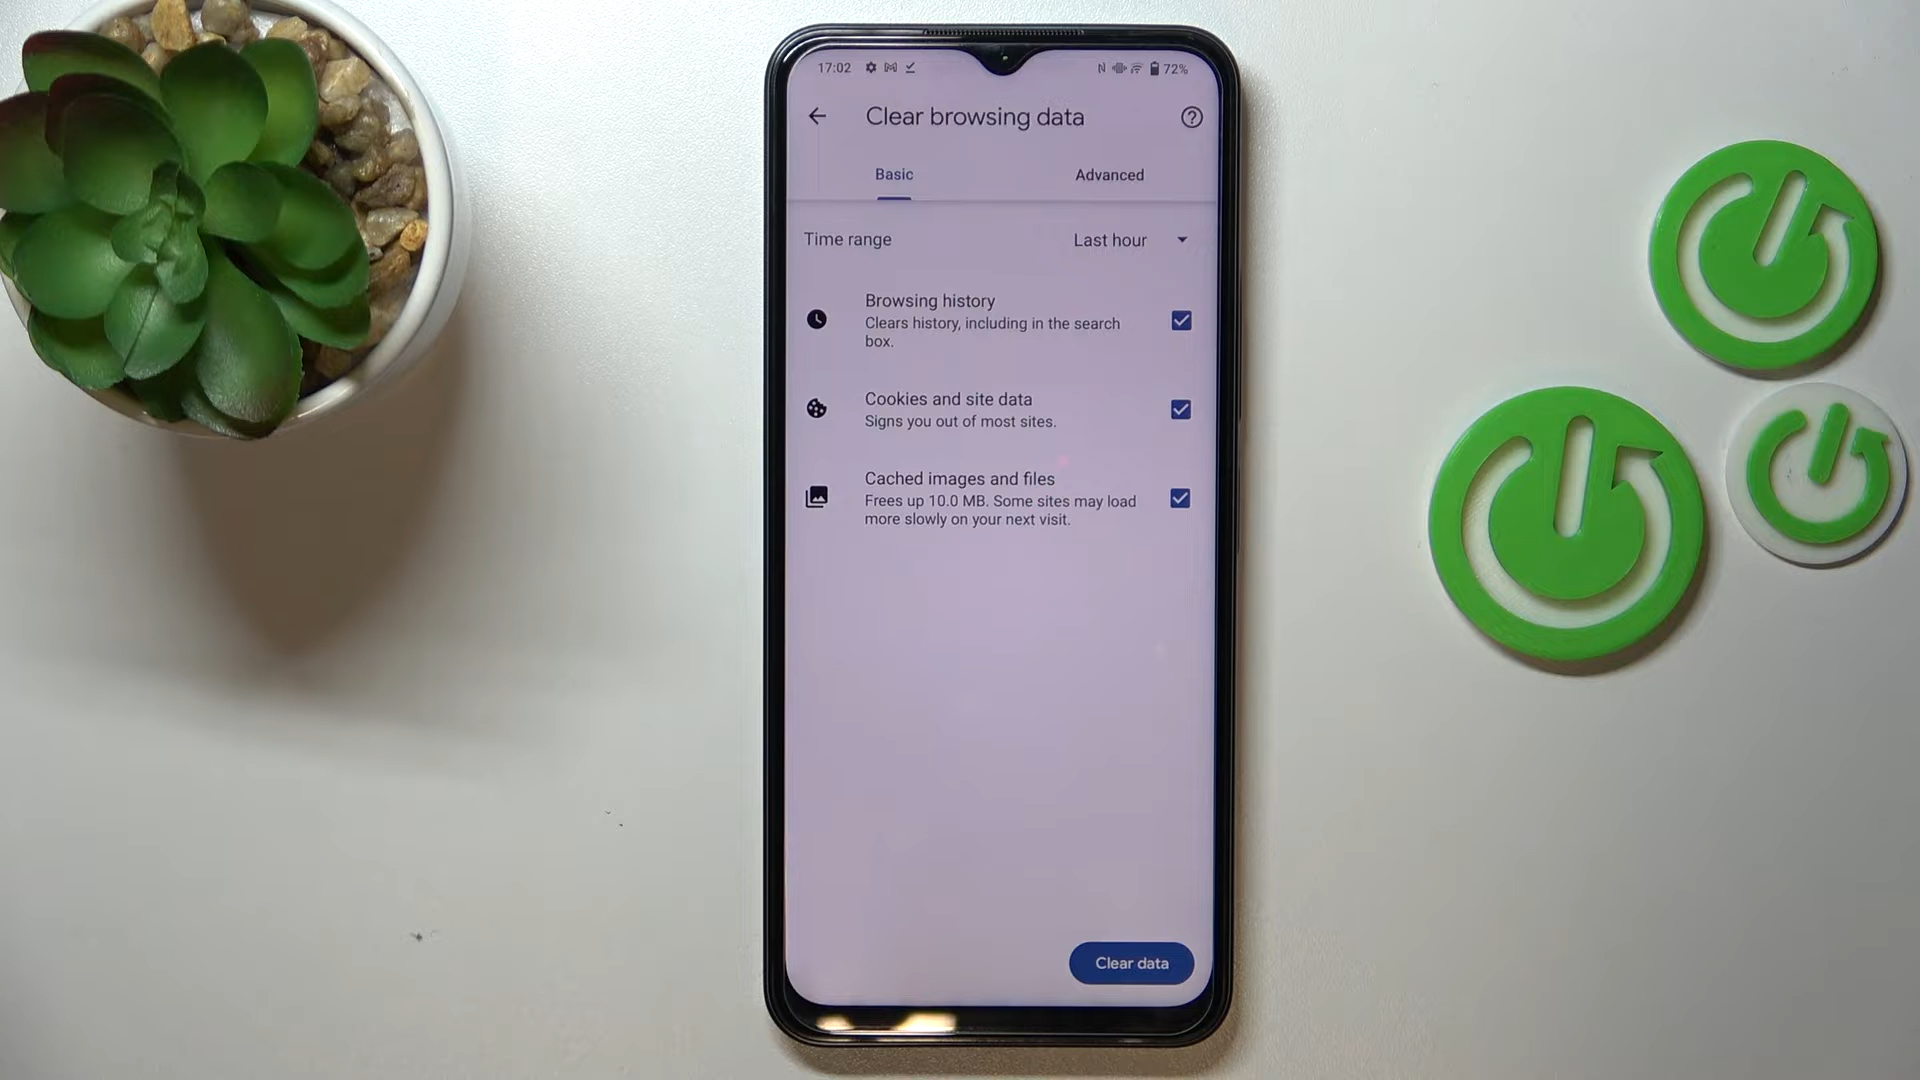 17:02 72%
Clear browsing data
Basic Advanced
Time range Last hour
Browsing history
Clears history, including in the search
box.
Cookies and site data
Signs you out of most sites.
Cached images and files
Frees up 10.0 MB. Some sites may load
more slowly on your next visit.
Clear data